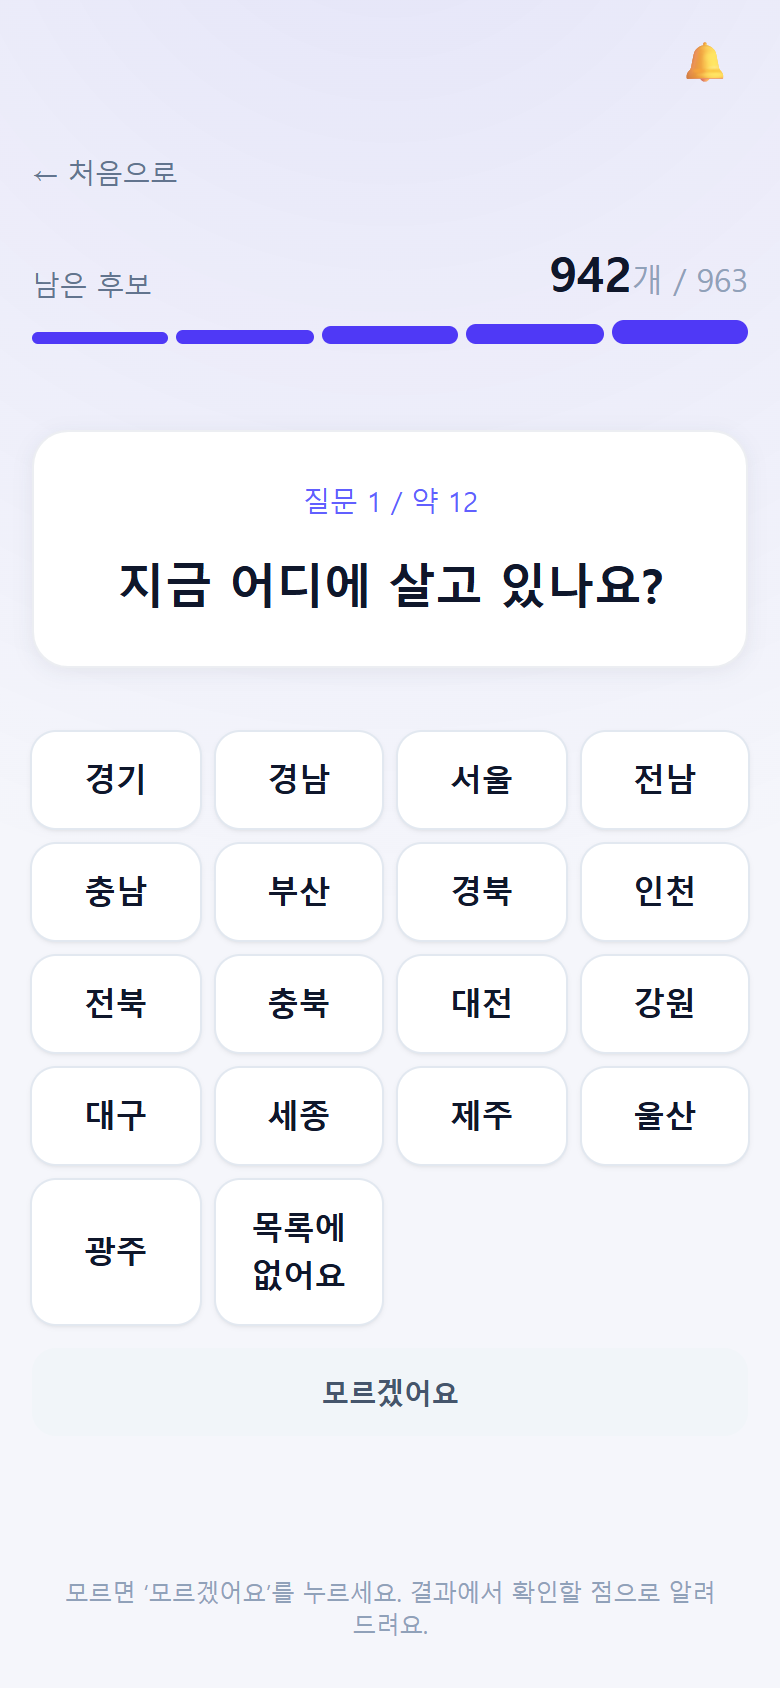 ← 처음으로
남은 후보
942개 / 963
질문 1 / 약 12
지금 어디에 살고 있나요?
경기 경남 서울 전남
충남 부산 경북 인천
전북 충북 대전 강원
대구 세종 제주 울산
광주
목록에
없어요
모르겠어요
모르면 ‘모르겠어요’를 누르세요. 결과에서 확인할 점으로 알려
드려요.